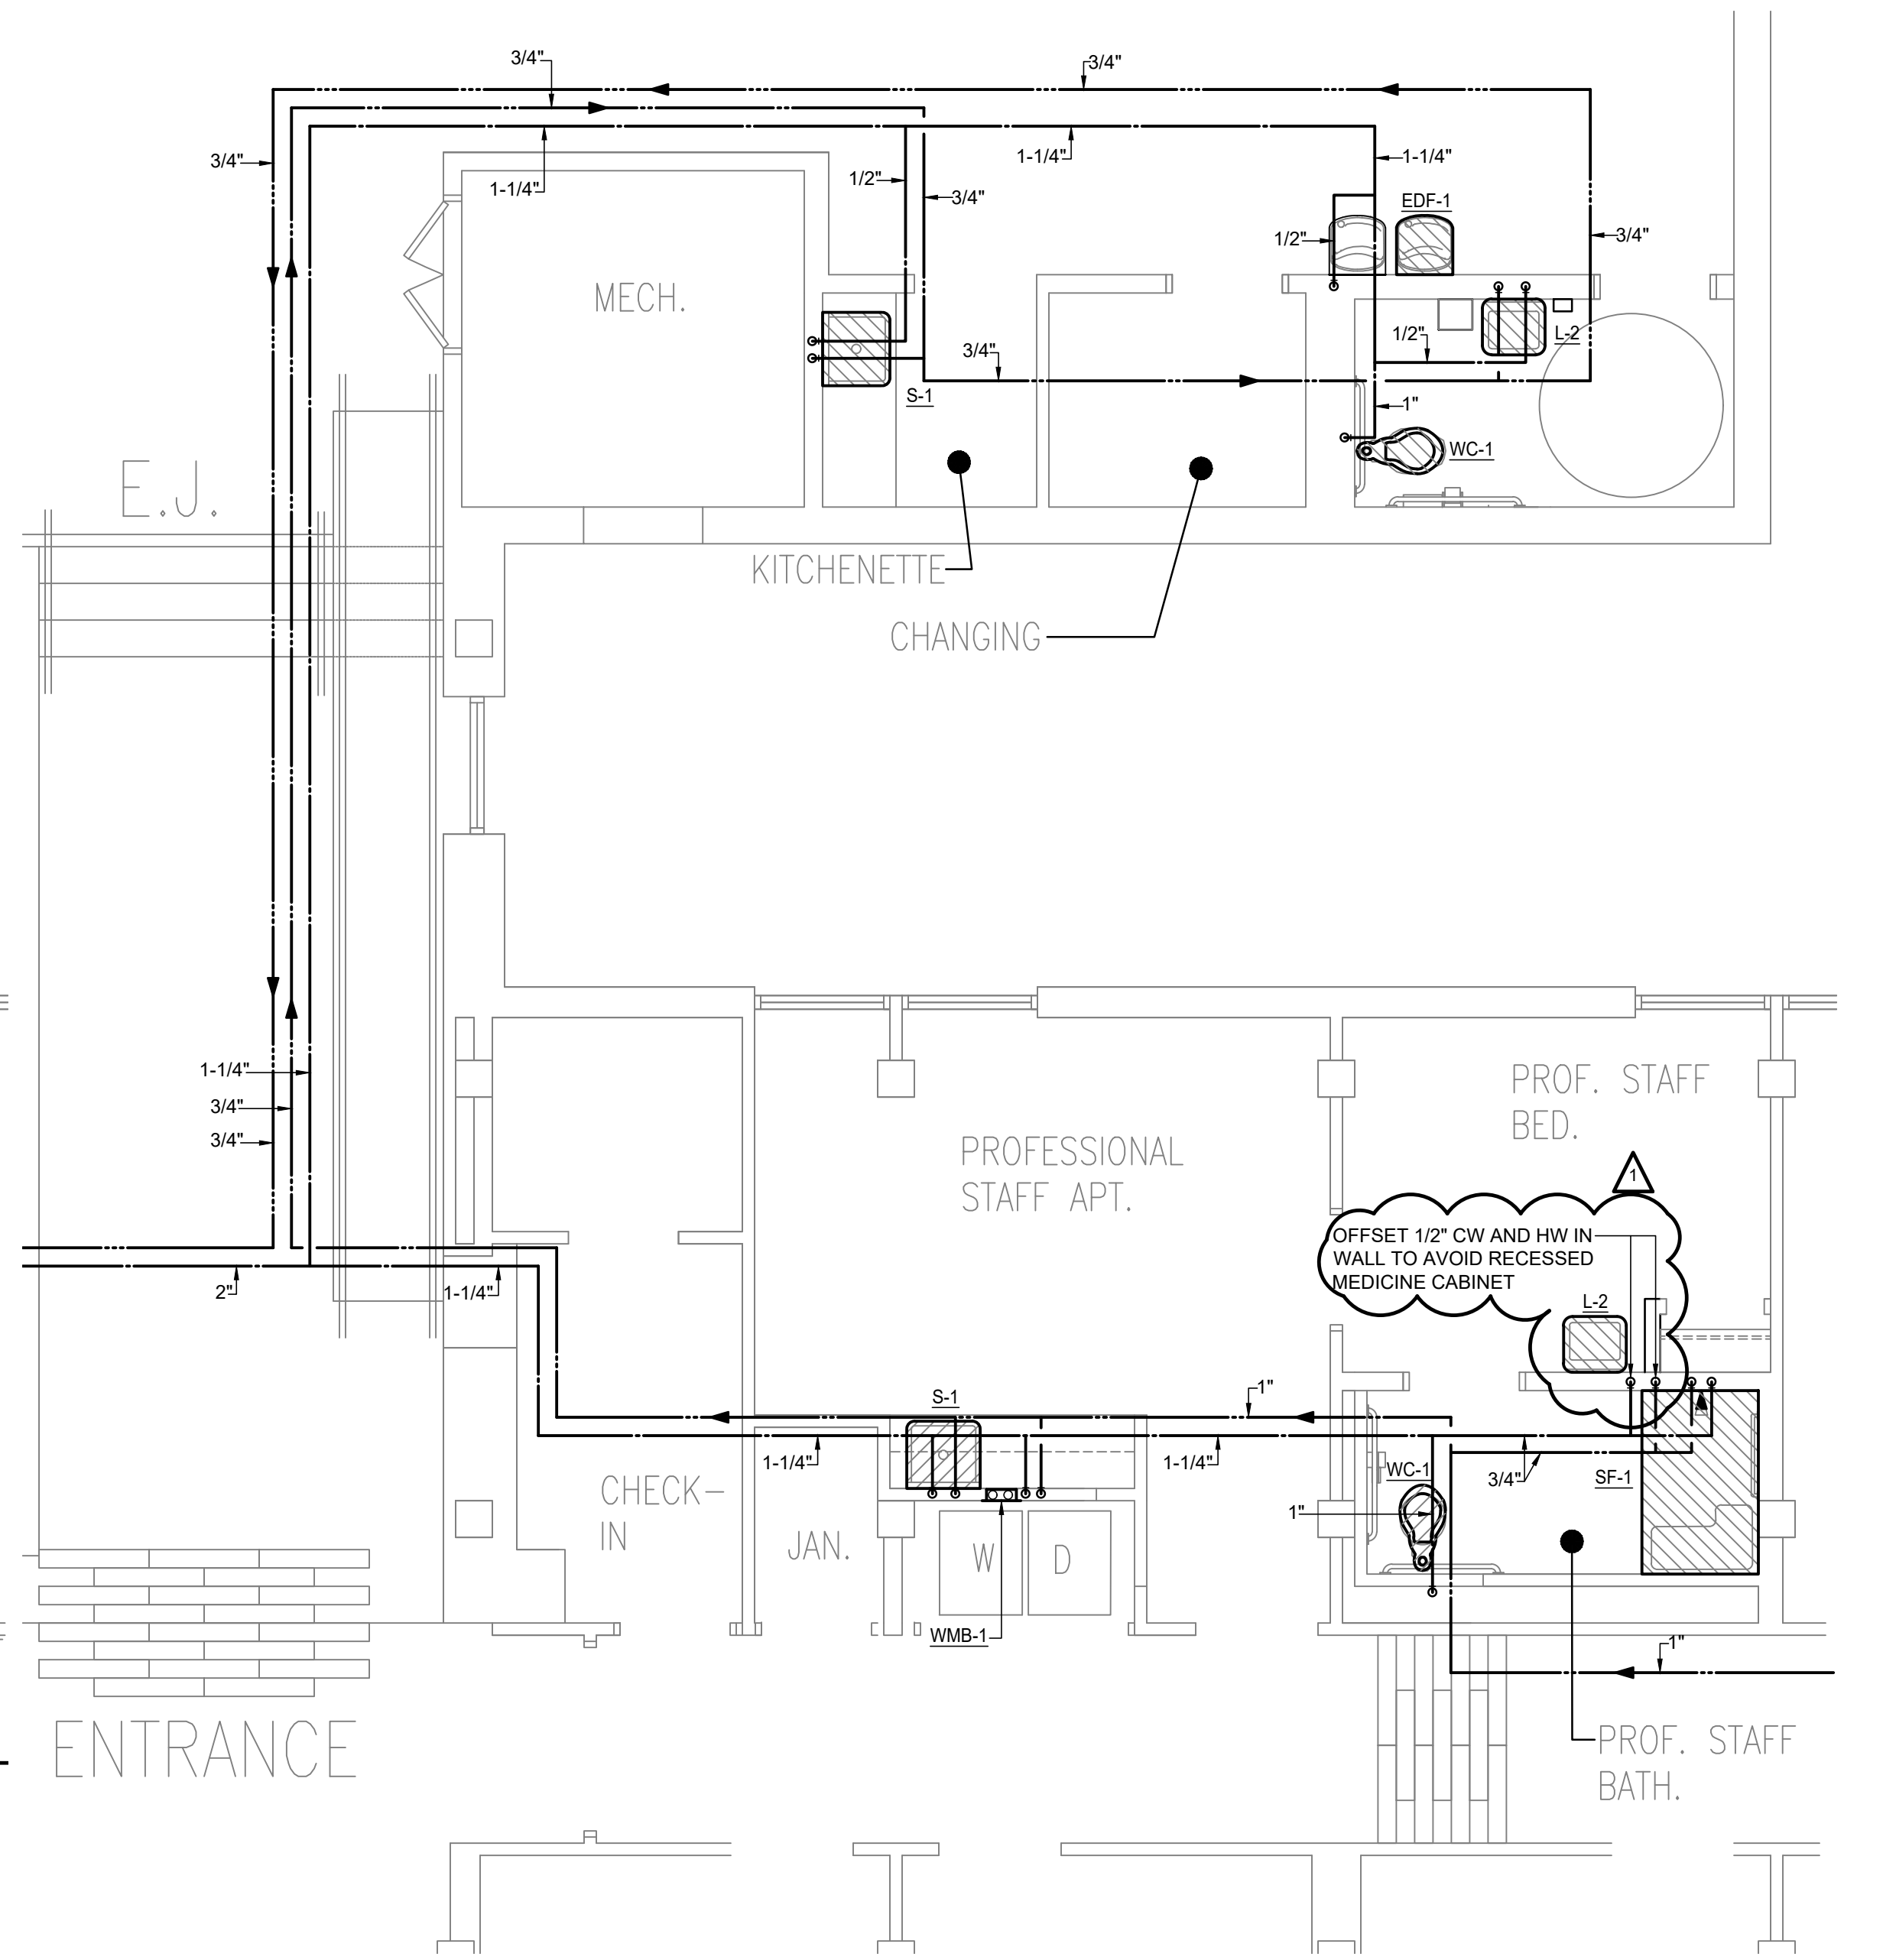 3/4"
3/4"
3/4"
1-1/4"
1/2"
3/4"
1-1/4"
1-1/4"
EDF-1
1/2"
3/4"
MECH.
1/2"
L-2
3/4"
S-1
1"
WC-1
E.J.
KITCHENETTE
CHANGING
1-1/4"
3/4"
3/4"
PROF. STAFF
BED.
PROFESSIONAL
STAFF APT.
1
OFFSET 1/2" CW AND HW IN
WALL TO AVOID RECESSED
MEDICINE CABINET
2"
1-1/4"
L-2
S-1
1"
1-1/4"
1-1/4"
WC-1
3/4"
SF-1
CHECK-
IN
1"
JAN.
W
D
WMB-1
1"
ENTRANCE
PROF. STAFF
BATH.